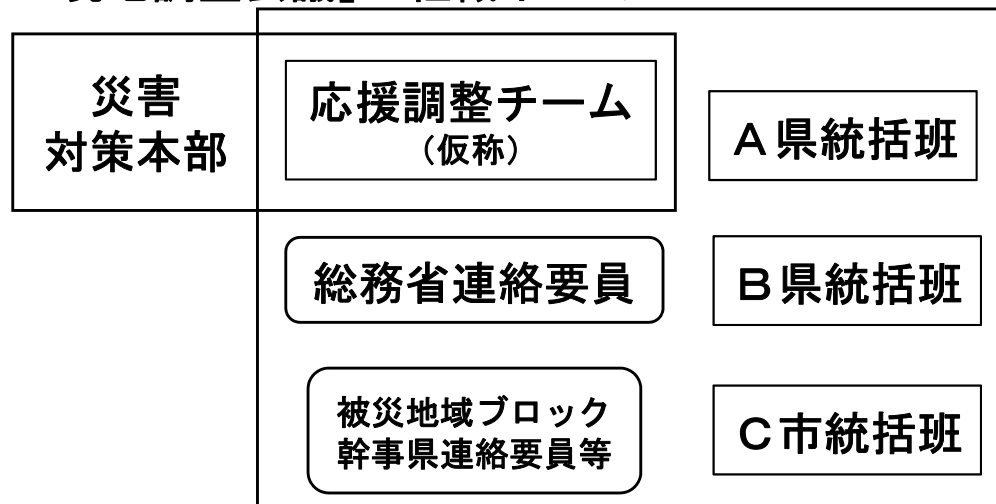 災害
対策本部
応援調整チーム
（仮称）
Ａ県統括班
総務省連絡要員
Ｂ県統括班
被災地域ブロック
幹事県連絡要員等
Ｃ市統括班